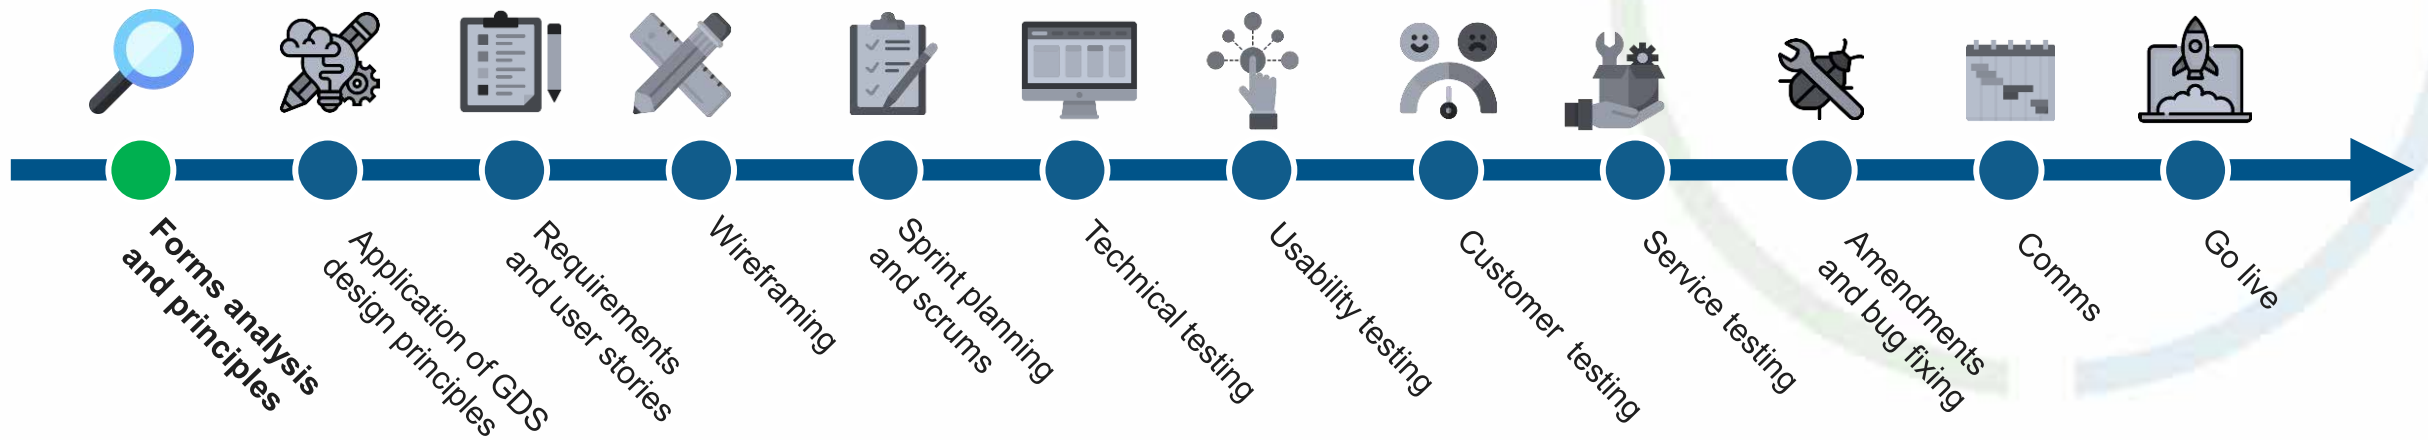 Forms analysis
and principles
Application of GDS
design principles
Requirements
and user stories
Wireframing
Sprint planning
and scrums
Technical testing
Usability testing
Customer testing
Service testing
Amendments
and bug fixing
Comms
Go live